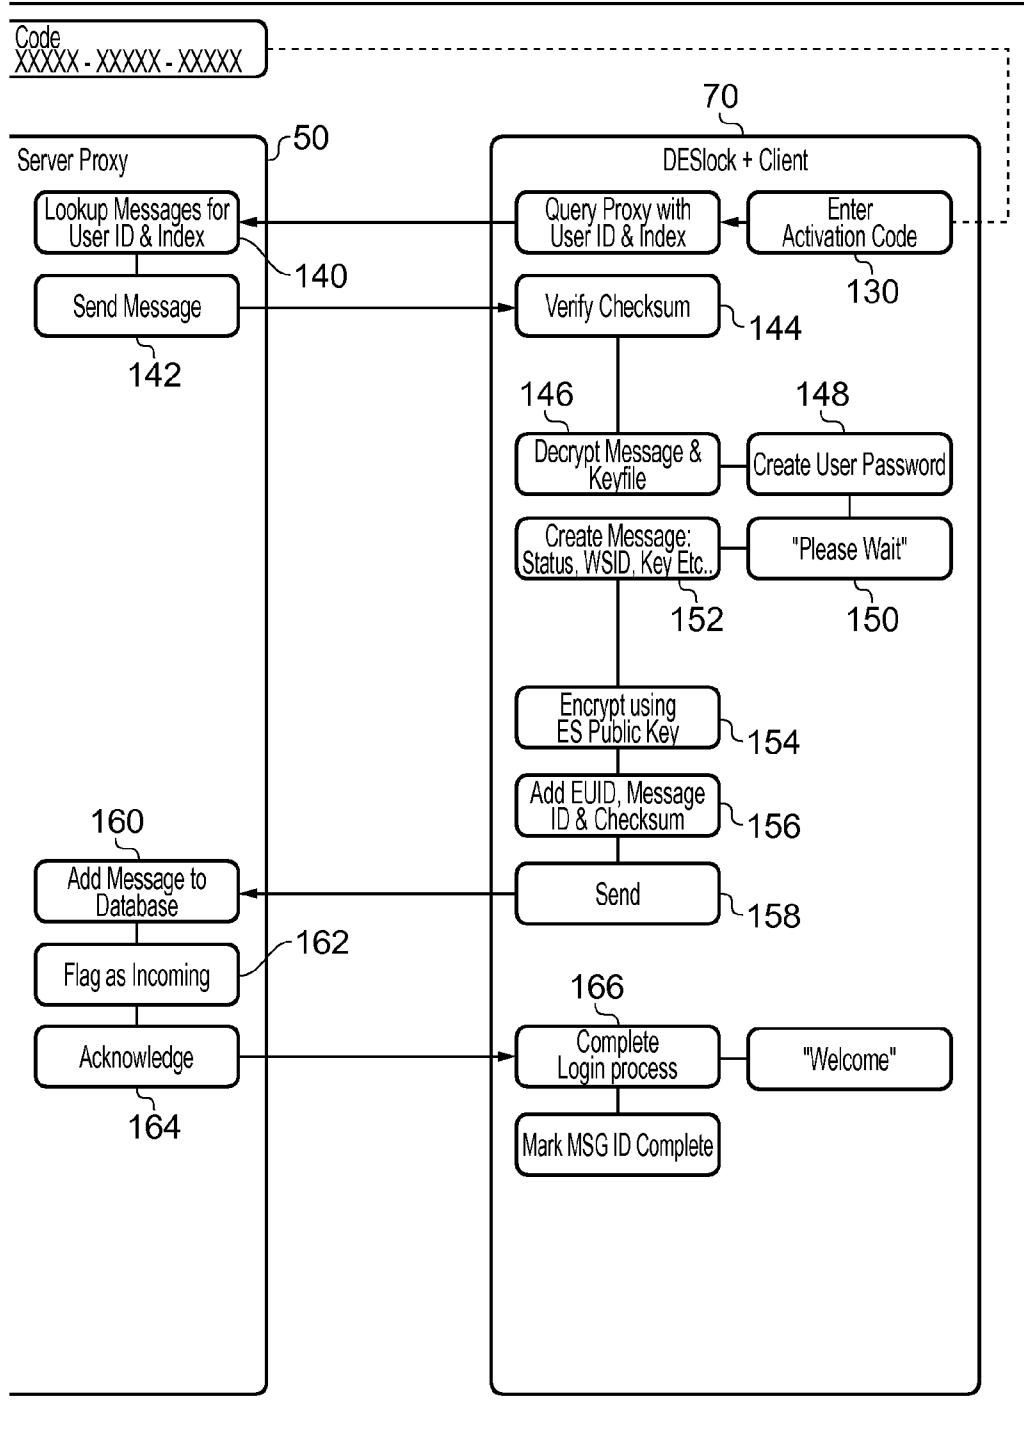 Code
XXXXX - XXXXX - XXXXX
70
50
Server Proxy
DESlock + Client
Lookup Messages for
User ID & Index
Query Proxy with
User ID & Index
Enter
Activation Code
140
130
Send Message
Verify Checksum
144
142
146
148
Decrypt Message &
Keyfile
Create User Password
Create Message:
Status, WSID, Key Etc..
"Please Wait"
152
150
Encrypt using
ES Public Key
154
Add EUID, Message
ID & Checksum
156
160
Add Message to
Database
Send
158
162
Flag as Incoming
166
Acknowledge
Complete
Login process
"Welcome"
164
Mark MSG ID Complete